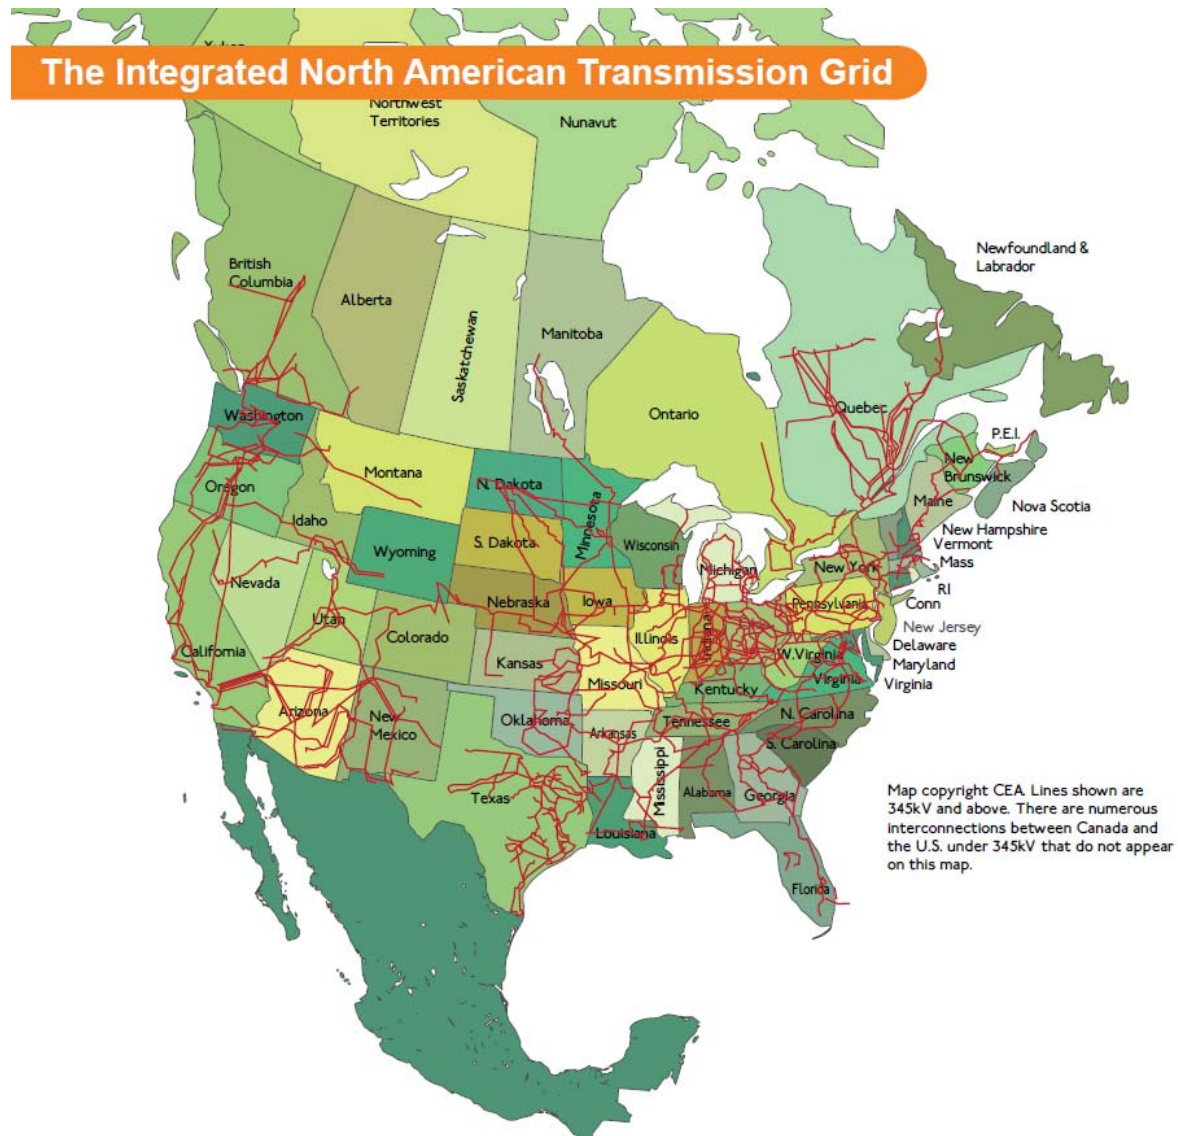 Yukon
The Integrated North American Transmission Grid
Northwest
Territories
Nunavut
Newfoundland &
Labrador
British
Columbia
Alberta
Saskatchewan
Manitoba
Ontario
Quebec
P.E.I.
New
Brunswick
Nova Scotia
Maine
New Hampshire
Vermont
Mass
RI
Conn
New Jersey
Delaware
Maryland
Virginia
Washington
Oregon
Idaho
Montana
Wyoming
N. Dakota
S. Dakota
Minnesota
Wisconsin
Michigan
New York
Pennsylvania
Nebraska
Iowa
Illinois
Indiana
W.Virginia
Virginia
Nevada
Utah
Colorado
Kansas
Missouri
Kentucky
California
Arizona
New
Mexico
Oklahoma
Arkansas
Tennessee
N. Carolina
S. Carolina
Texas
Louisiana
Mississippi
Alabama
Georgia
Florida
Map copyright CEA. Lines shown are
345kV and above. There are numerous
interconnections between Canada and
the U.S. under 345kV that do not appear
on this map.